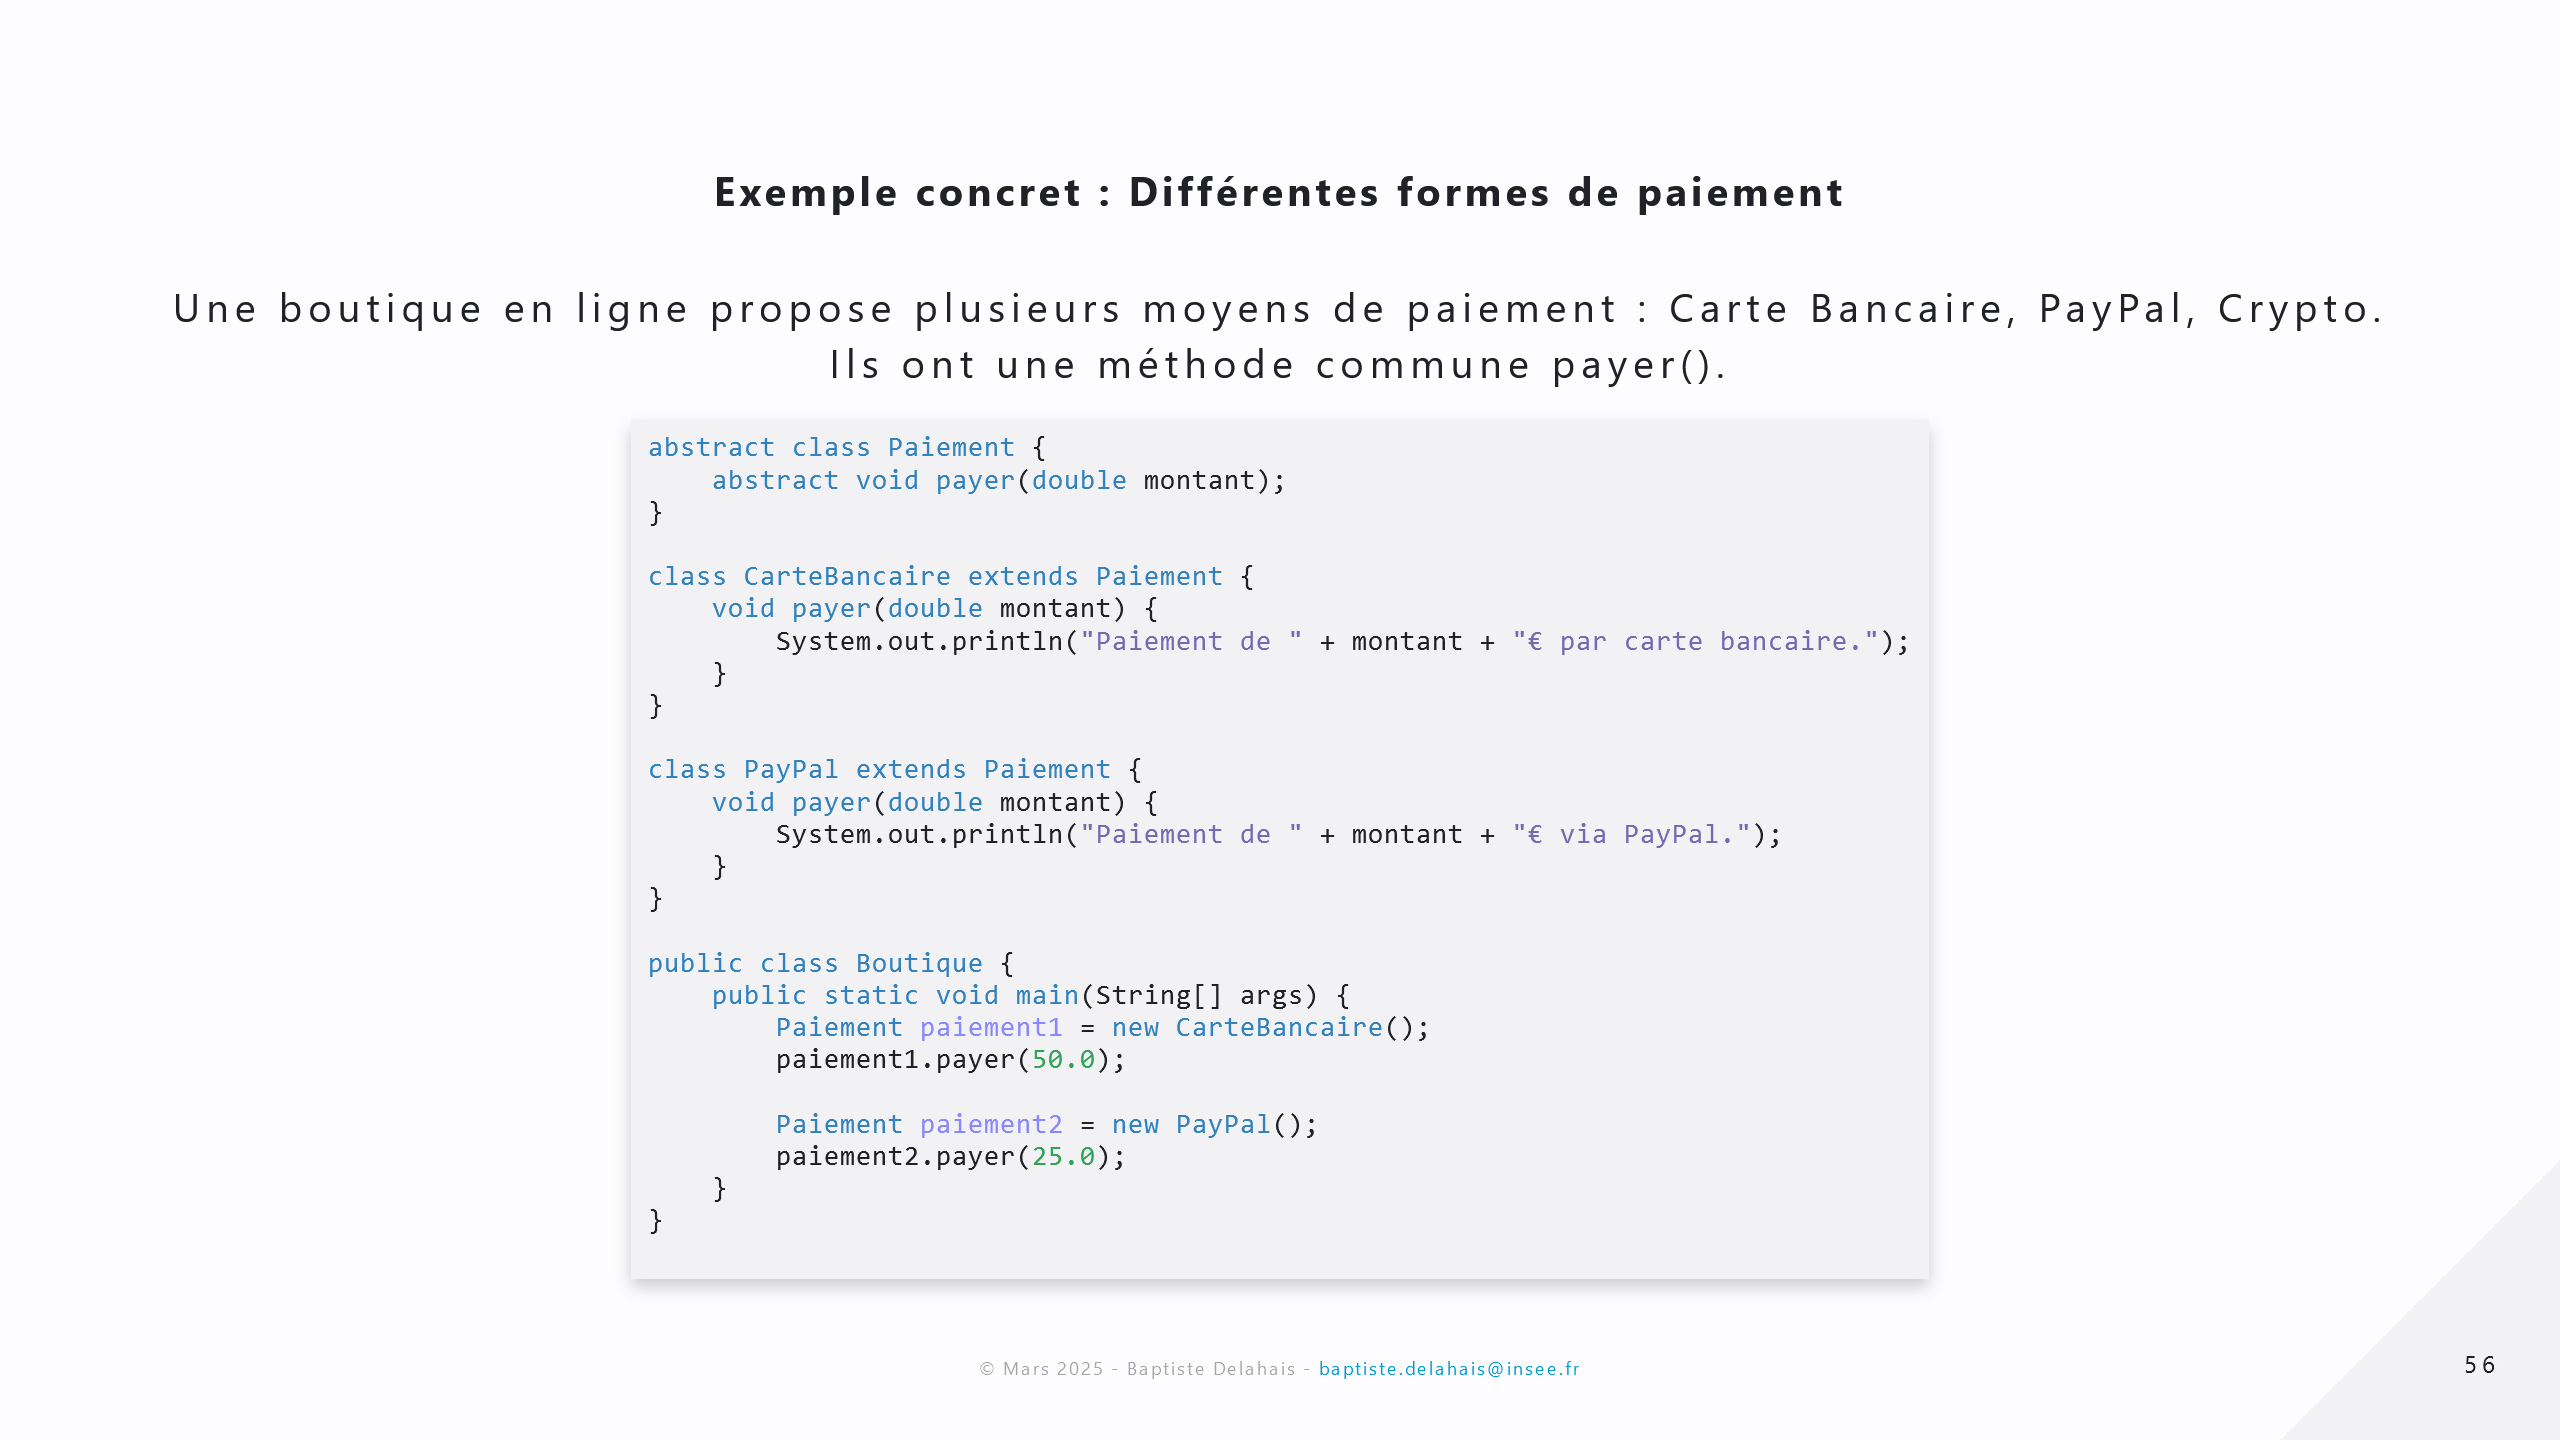 Exemple concret : Différentes formes de paiement
Une boutique en ligne propose plusieurs moyens de paiement : Carte Bancaire, PayPal, Crypto.
Ils ont une méthode commune payer().
abstract class Paiement {
    abstract void payer(double montant);
}

class CarteBancaire extends Paiement {
    void payer(double montant) {
        System.out.println("Paiement de " + montant + "€ par carte bancaire.");
    }
}

class PayPal extends Paiement {
    void payer(double montant) {
        System.out.println("Paiement de " + montant + "€ via PayPal.");
    }
}

public class Boutique {
    public static void main(String[] args) {
        Paiement paiement1 = new CarteBancaire();
        paiement1.payer(50.0);

        Paiement paiement2 = new PayPal();
        paiement2.payer(25.0);
    }
}
© Mars 2025 - Baptiste Delahais - baptiste.delahais@insee.fr
56